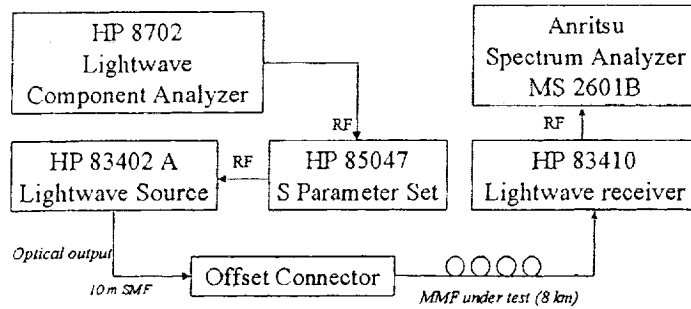 HP 8702
Lightwave
Component Analyzer
Anritsu
Spectrum Analyzer
MS 2601B
RF
RF
HP 83402 A
Lightwave Source
RF
HP 85047
S Parameter Set
HP 83410
Lightwave receiver
Optical output
10m SMF
Offset Connector
MMF under test (8 km)